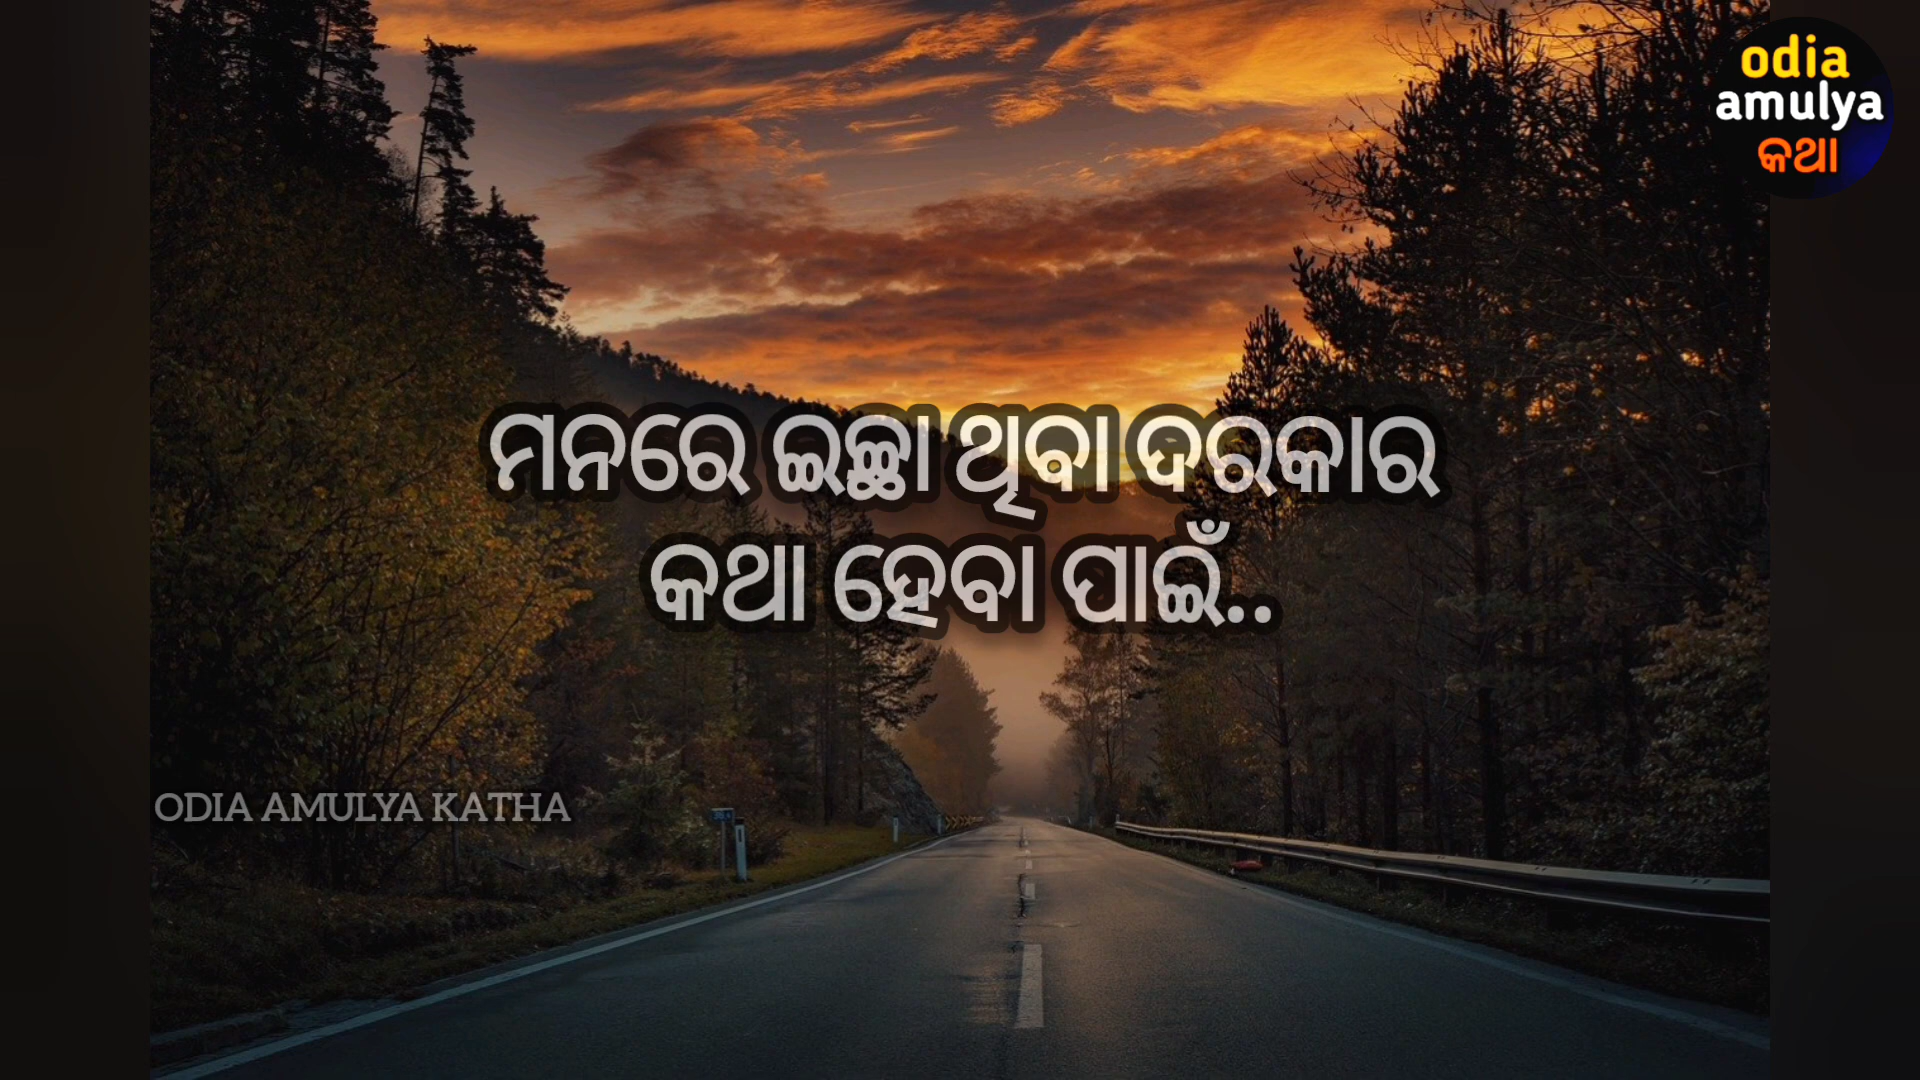 odia
amulya
କଥା
ମନରେ ଇଚ୍ଛା ଥିବା ଦରକାର
କଥା ହେବା ପାଇଁ..
ODIA AMULYA KATHA